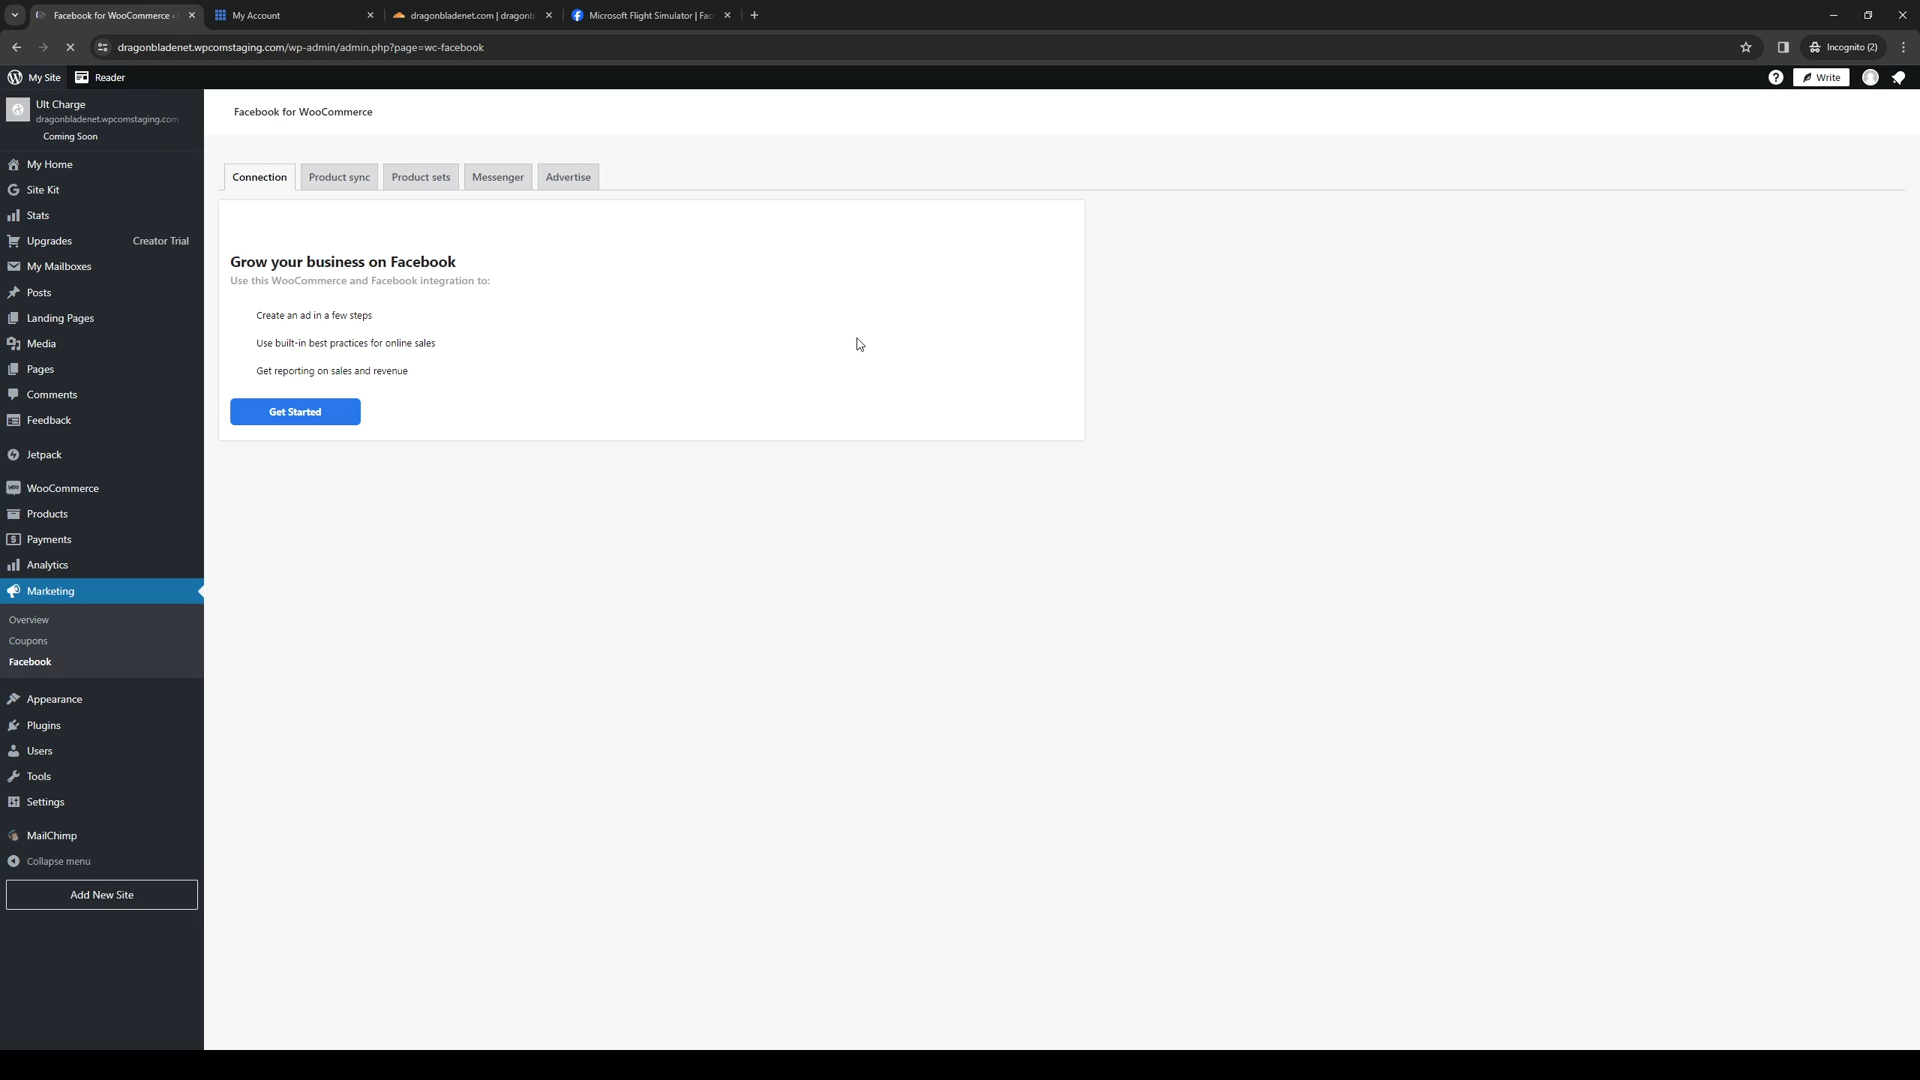 Facebook for WooCommerce ‹
My Account
dragonbladenet.com | dragonb
Microsoft Flight Simulator | Fac
dragonbladenet.wpcomstaging.com/wp-admin/admin.php?page=wc-facebook
Incognito (2)
My Site
Reader
Write
Ult Charge
dragonbladenet.wpcomstaging.com
Coming Soon
My Home
Site Kit
Stats
Upgrades
Creator Trial
My Mailboxes
Posts
Landing Pages
Media
Pages
Comments
Feedback
Jetpack
WooCommerce
Products
Payments
Analytics
Marketing
Overview
Coupons
Facebook
Appearance
Plugins
Users
Tools
Settings
MailChimp
Collapse menu
Add New Site
Facebook for WooCommerce
Connection
Product sync
Product sets
Messenger
Advertise
Grow your business on Facebook
Use this WooCommerce and Facebook integration to:
Create an ad in a few steps
Use built-in best practices for online sales
Get reporting on sales and revenue
Get Started